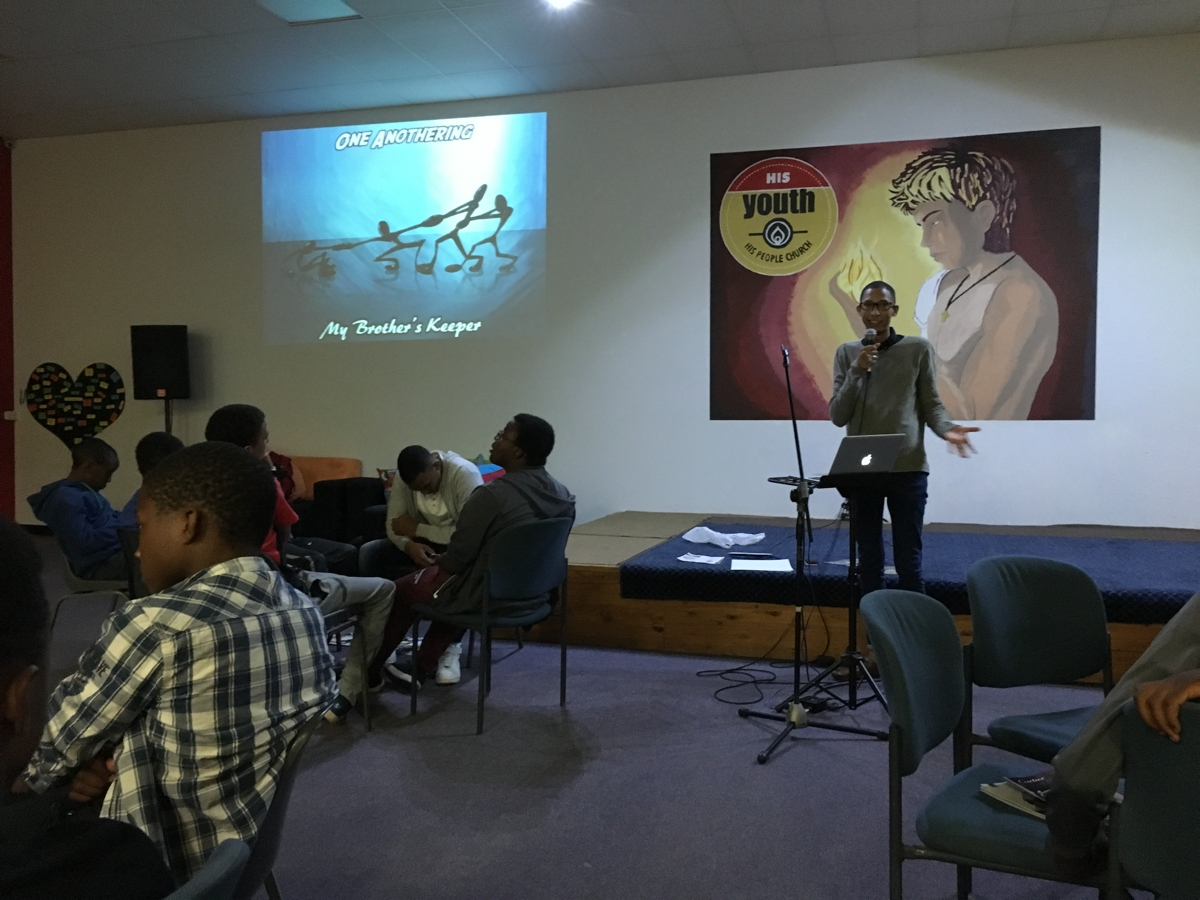 ONE ANOTHERING
MY BROTHER'S KEEPER
HIS
youth
HIS PEOPLE CHURCH